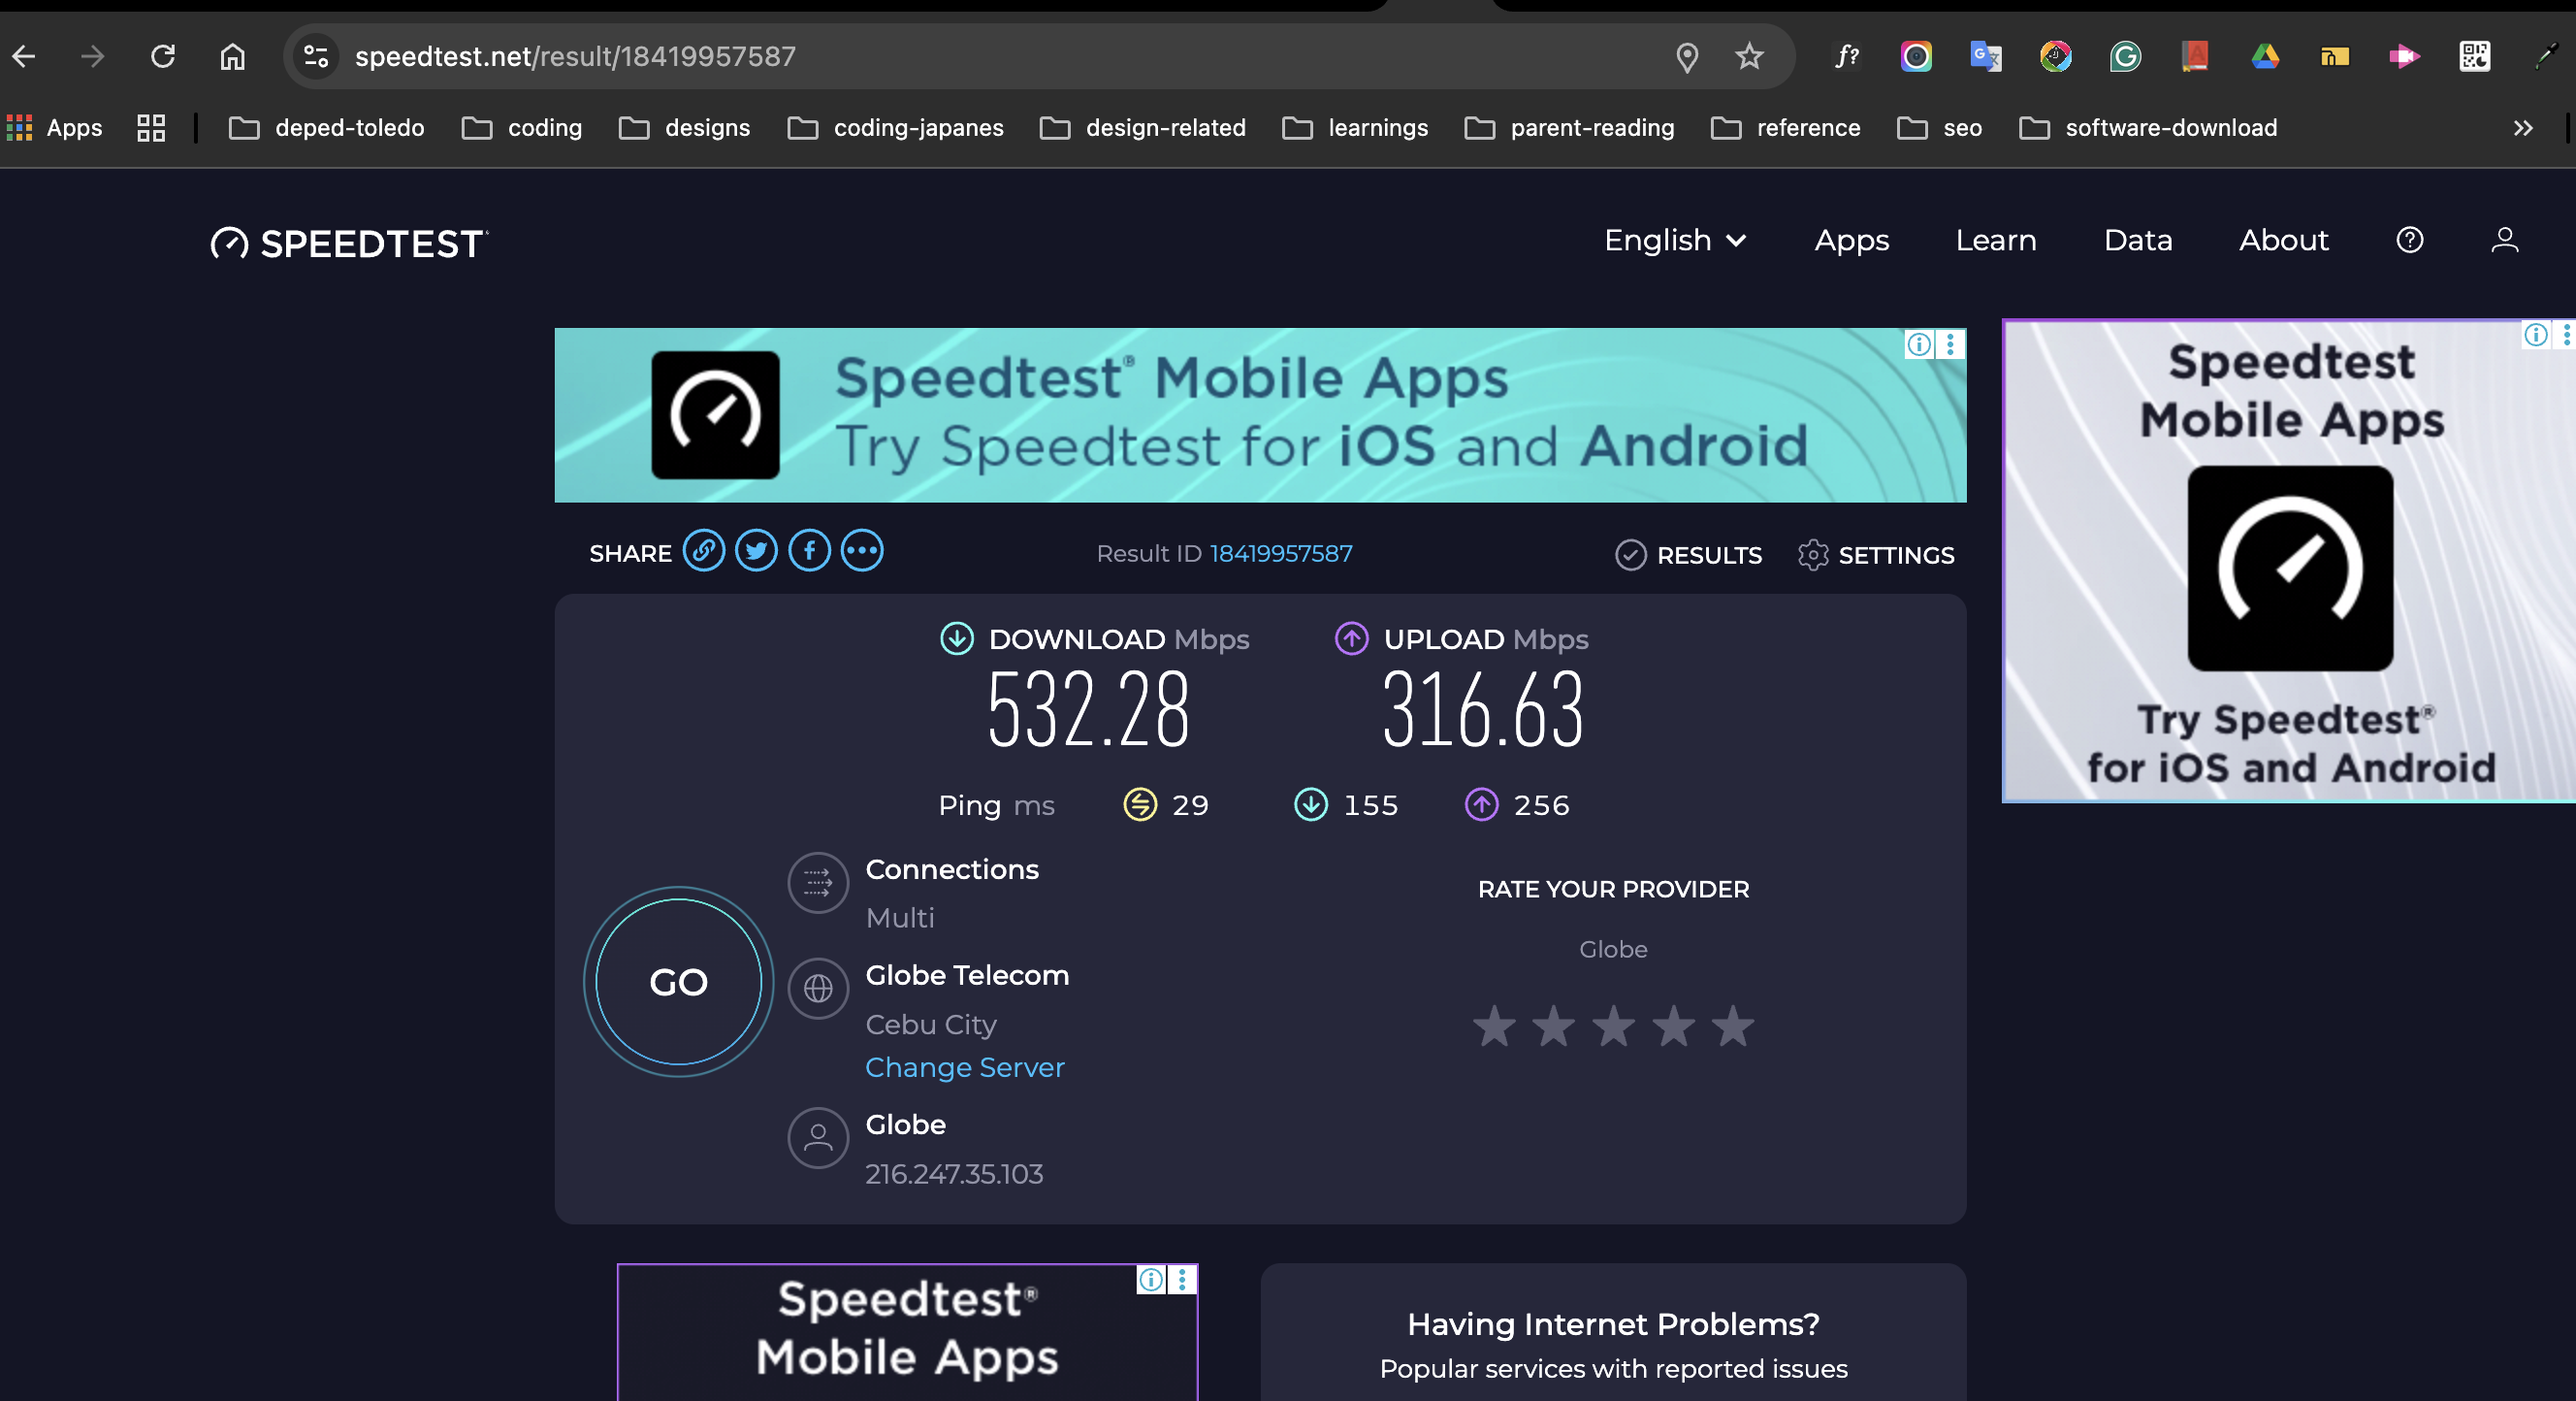 speedtest.net/result/18419957587
f?
Apps deped-toledo coding designs coding-japanes design-related learnings parent-reading reference seo software-download
SPEEDTEST
English Apps Learn Data About
Speedtest® Mobile Apps
Try Speedtest for iOS and Android
Speedtest
Mobile Apps
Try Speedtest®
for iOS and Android
SHARE Result ID 18419957587 RESULTS SETTINGS
DOWNLOAD Mbps UPLOAD Mbps
532.28 316.63
Ping ms 29 155 256
GO
Connections
Multi
Globe Telecom
Cebu City
Change Server
Globe
216.247.35.103
RATE YOUR PROVIDER
Globe
Speedtest®
Mobile Apps
Having Internet Problems?
Popular services with reported issues